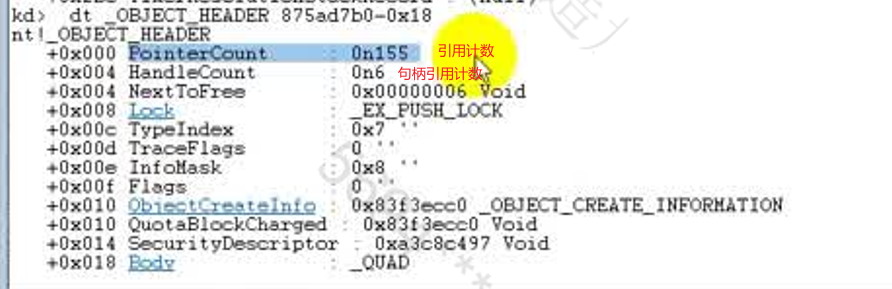 kd> dt _OBJECT_HEADER 875ad7b0-0x18
nt!_OBJECT_HEADER
+0x000 PointerCount : 0n155 引用计数
+0x004 HandleCount : 0n6 句柄引用计数
+0x004 NextToFree : 0x00000006 Void
+0x008 Lock : _EX_PUSH_LOCK
+0x00c TypeIndex : 0x7 ''
+0x00d TraceFlags : 0 ''
+0x00e InfoMask : 0x8 ''
+0x00f Flags : 0 ''
+0x010 ObjectCreateInfo : 0x83f3ecc0 _OBJECT_CREATE_INFORMATION
+0x010 QuotaBlockCharged : 0x83f3ecc0 Void
+0x014 SecurityDescriptor : 0xa3c8c497 Void
+0x018 Body : _QUAD